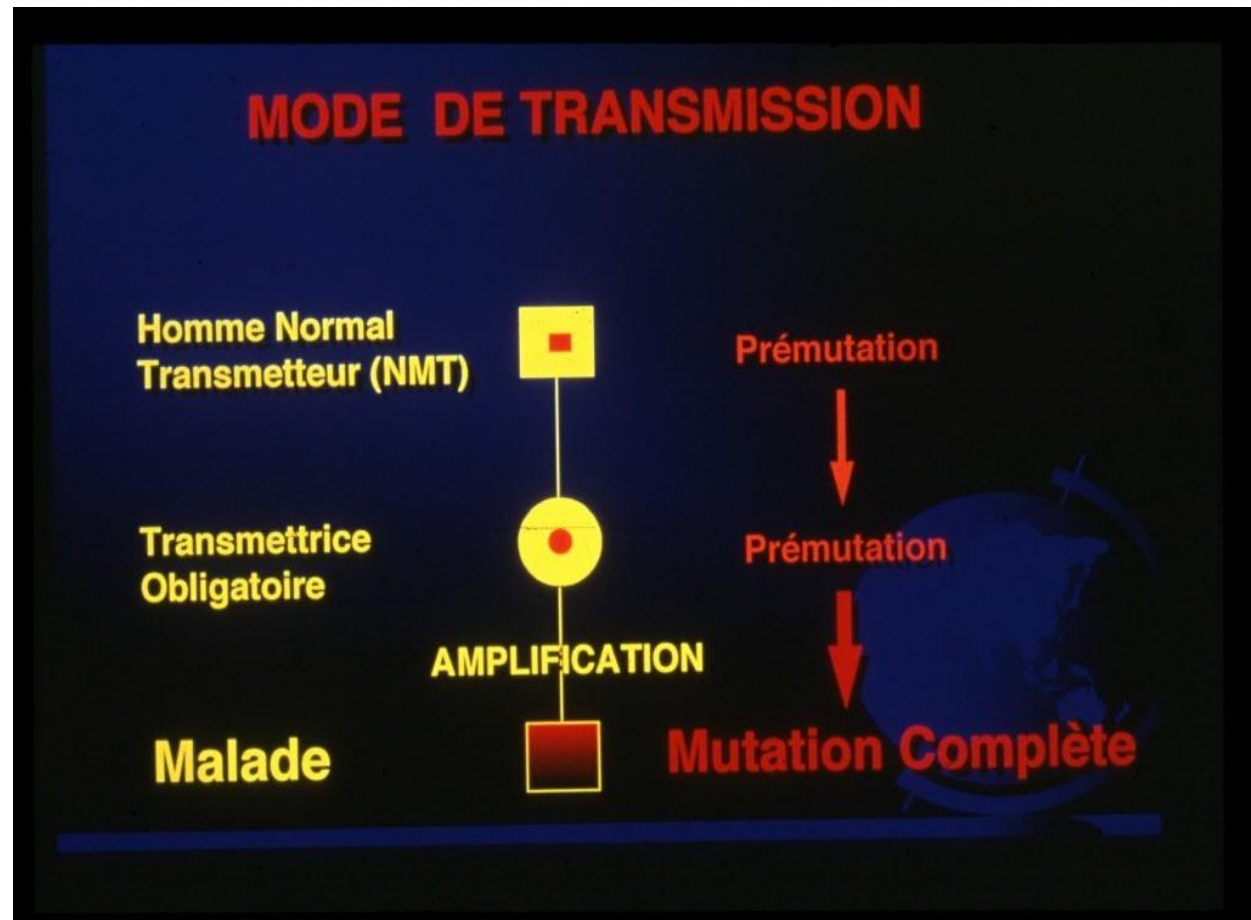 MODE DE TRANSMISSION
Homme Normal
Transmetteur (NMT)
Prémutation
Transmettrice
Obligatoire
Prémutation
AMPLIFICATION
Malade
Mutation Complète